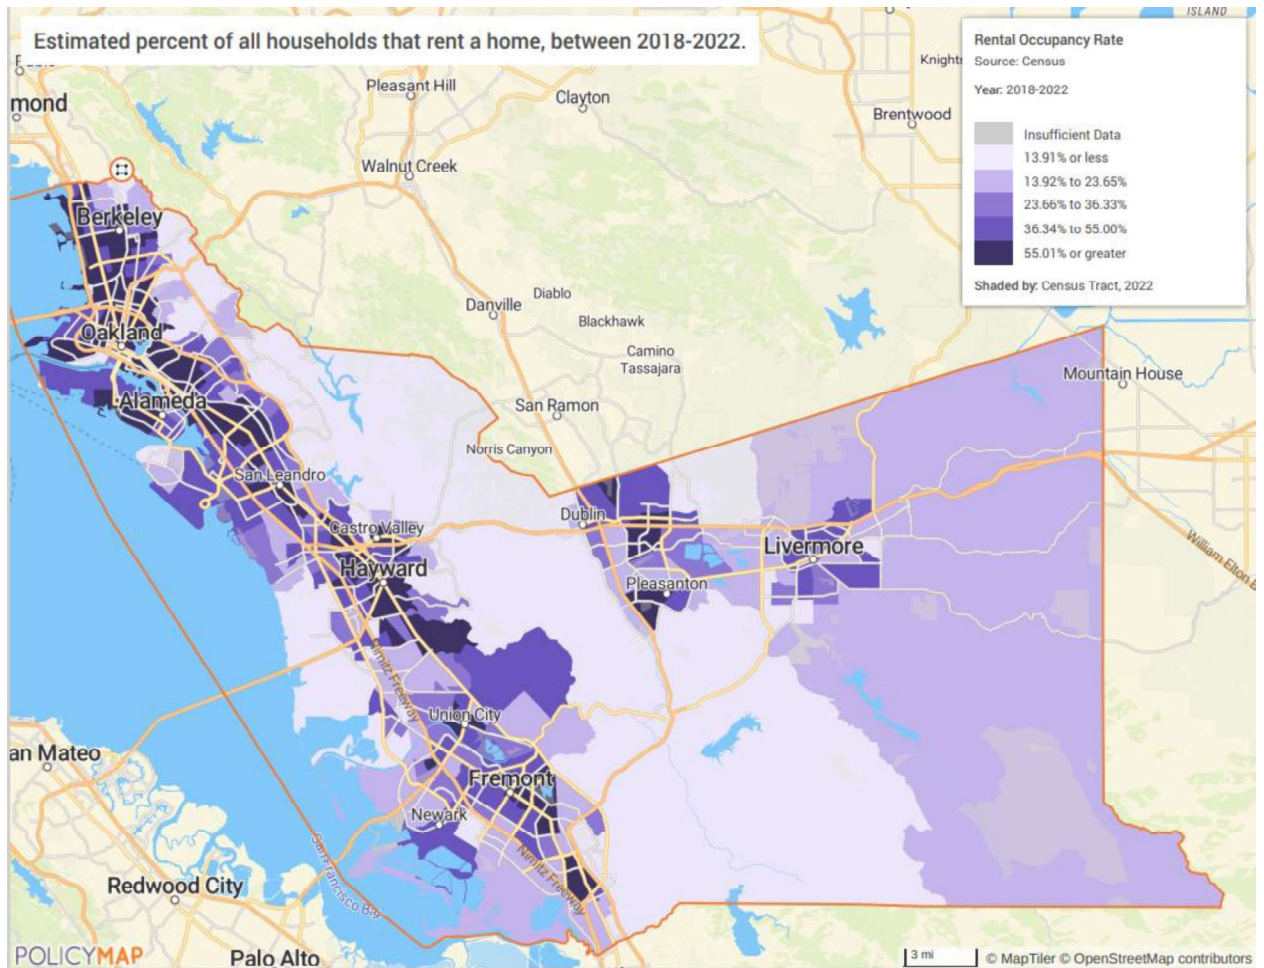 Estimated percent of all households that rent a home, between 2018-2022.
ISLAND
Rental Occupancy Rate
Source: Census
Year: 2018-2022
Insufficient Data
13.91% or less
13.92% to 23.65%
23.66% to 36.33%
36.34% to 55.00%
55.01% or greater
Shaded by: Census Tract, 2022
Pleasant Hill
Clayton
mond
Brentwood
Walnut Creek
Berkeley
Danville
Diablo
Blackhawk
Oakland
Camino
Tassajara
Mountain House
Alameda
San Ramon
Norris Canyon
San Leandro
Dublin
Castro Valley
Livermore
Hayward
Pleasanton
Nimitz Freeway
Union City
an Mateo
Fremont
Newark
Nimitz Freeway
San Francisco Bay
Redwood City
Palo Alto
POLICYMAP
3 mi
© MapTiler © OpenStreetMap contributors